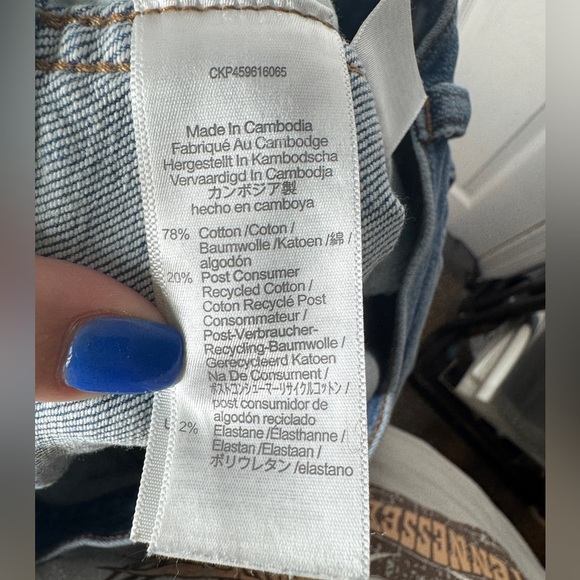 CKP459616065
Made In Cambodia
Fabriqué Au Cambodge
Hergestellt In Kambodscha
Vervaardigd In Cambodja
カンボジア製
hecho en camboya
78% Cotton /Coton /
Baumwolle /Katoen /綿 /
algodón
20% Post Consumer
Recycled Cotton /
Coton Recyclé Post
Consommateur /
Post-Verbraucher-
Recycling-Baumwolle /
Gerecycleerd Katoen
Na De Consument /
ポストコンシューマーリサイクルコットン /
post consumidor de
algodón reciclado
2% Elastane /Élasthanne /
Elastan /Elastaan /
ポリウレタン /elastano
TENNESSEE